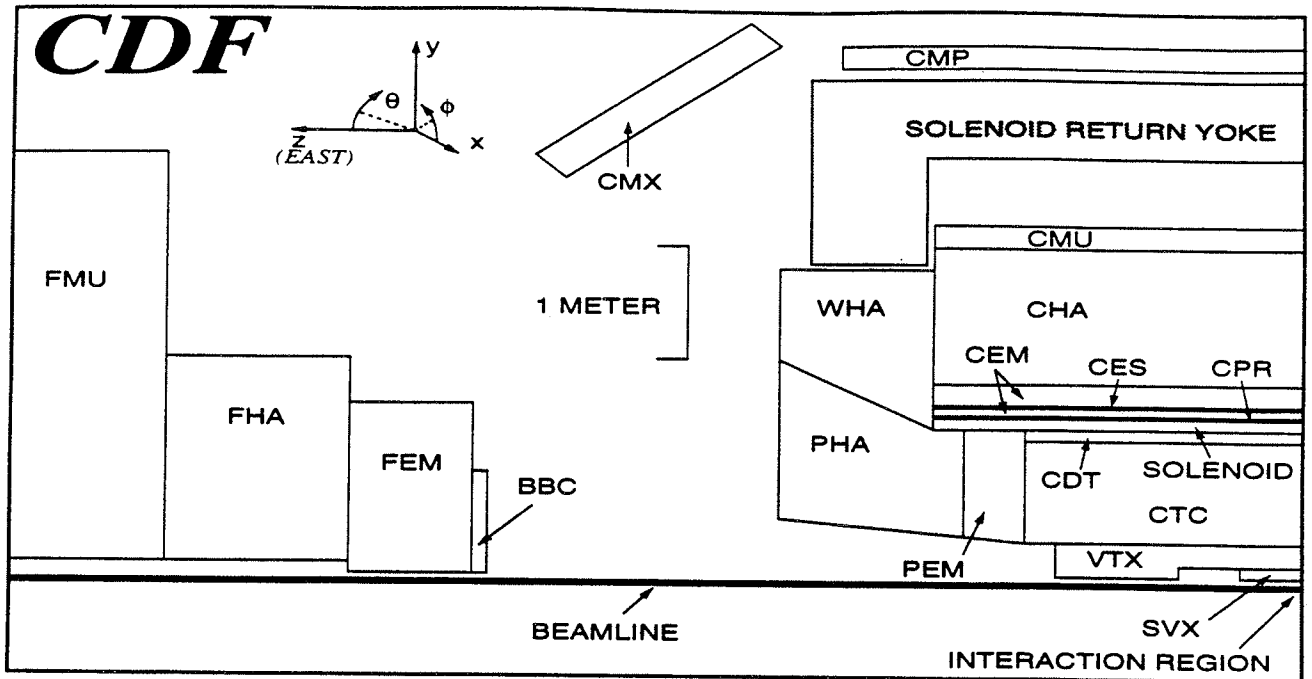 CDF
y
θ
φ
z
x
(EAST)
CMX
CMP
SOLENOID RETURN YOKE
CMU
FMU
1 METER
WHA
CHA
CEM
CES
CPR
FHA
FEM
PHA
BBC
CDT
SOLENOID
CTC
PEM
VTX
BEAMLINE
SVX
INTERACTION REGION